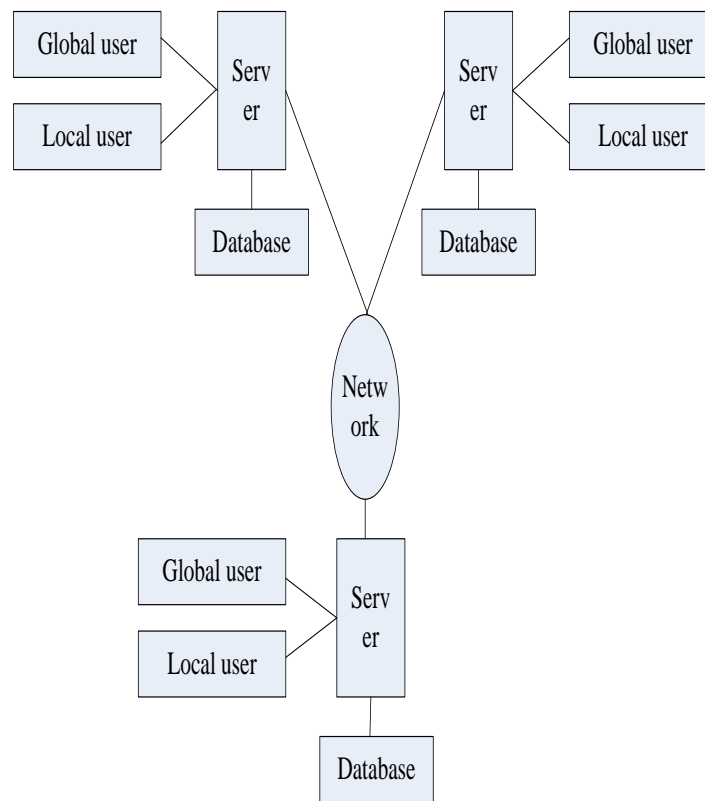 Global user
Local user
Serv
er
Database
Serv
er
Global user
Local user
Database
Netw
ork
Global user
Local user
Serv
er
Database